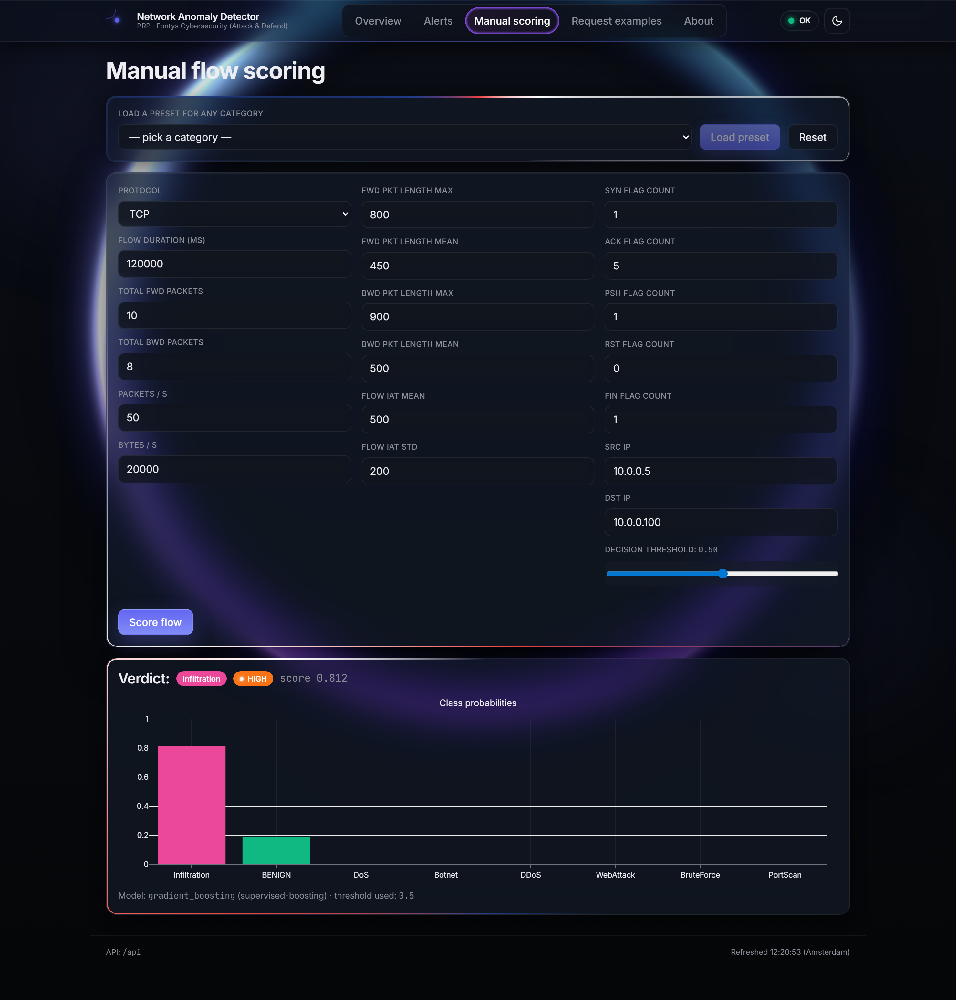 Network Anomaly Detector
PRP · Fontys Cybersecurity (Attack & Defend)
Overview
Alerts
Manual scoring
Request examples
About
OK
Manual flow scoring
LOAD A PRESET FOR ANY CATEGORY
— pick a category —
Load preset
Reset
PROTOCOL
TCP
FLOW DURATION (MS)
120000
TOTAL FWD PACKETS
10
TOTAL BWD PACKETS
8
PACKETS / S
50
BYTES / S
20000
FWD PKT LENGTH MAX
800
FWD PKT LENGTH MEAN
450
BWD PKT LENGTH MAX
900
BWD PKT LENGTH MEAN
500
FLOW IAT MEAN
500
FLOW IAT STD
200
SYN FLAG COUNT
1
ACK FLAG COUNT
5
PSH FLAG COUNT
1
RST FLAG COUNT
0
FIN FLAG COUNT
1
SRC IP
10.0.0.5
DST IP
10.0.0.100
DECISION THRESHOLD: 0.50
Score flow
Verdict: Infiltration HIGH score 0.812
Class probabilities
1
0.8
0.6
0.4
0.2
0
Infiltration BENIGN DoS Botnet DDoS WebAttack BruteForce PortScan
Model: gradient_boosting (supervised-boosting) · threshold used: 0.5
API: /api
Refreshed 12:20:53 (Amsterdam)